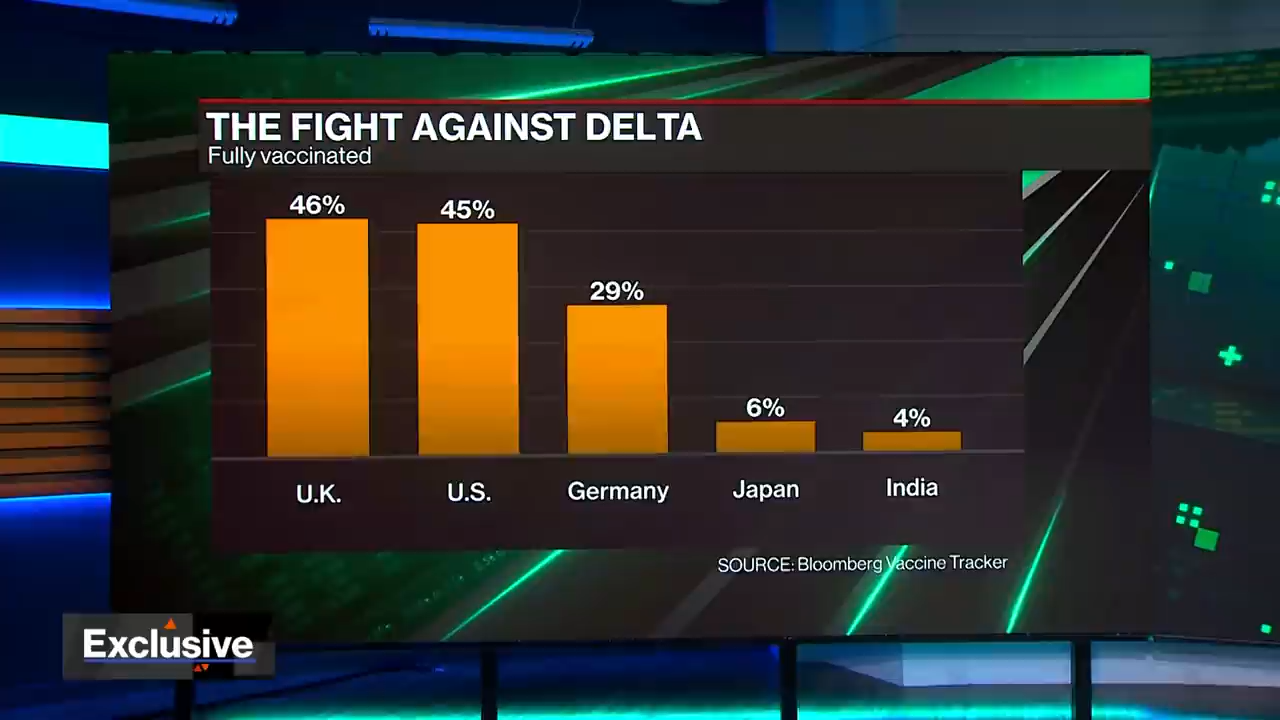 THE FIGHT AGAINST DELTA
Fully vaccinated
46%
45%
29%
6%
4%
U.K.
U.S.
Germany
Japan
India
SOURCE: Bloomberg Vaccine Tracker
Exclusive